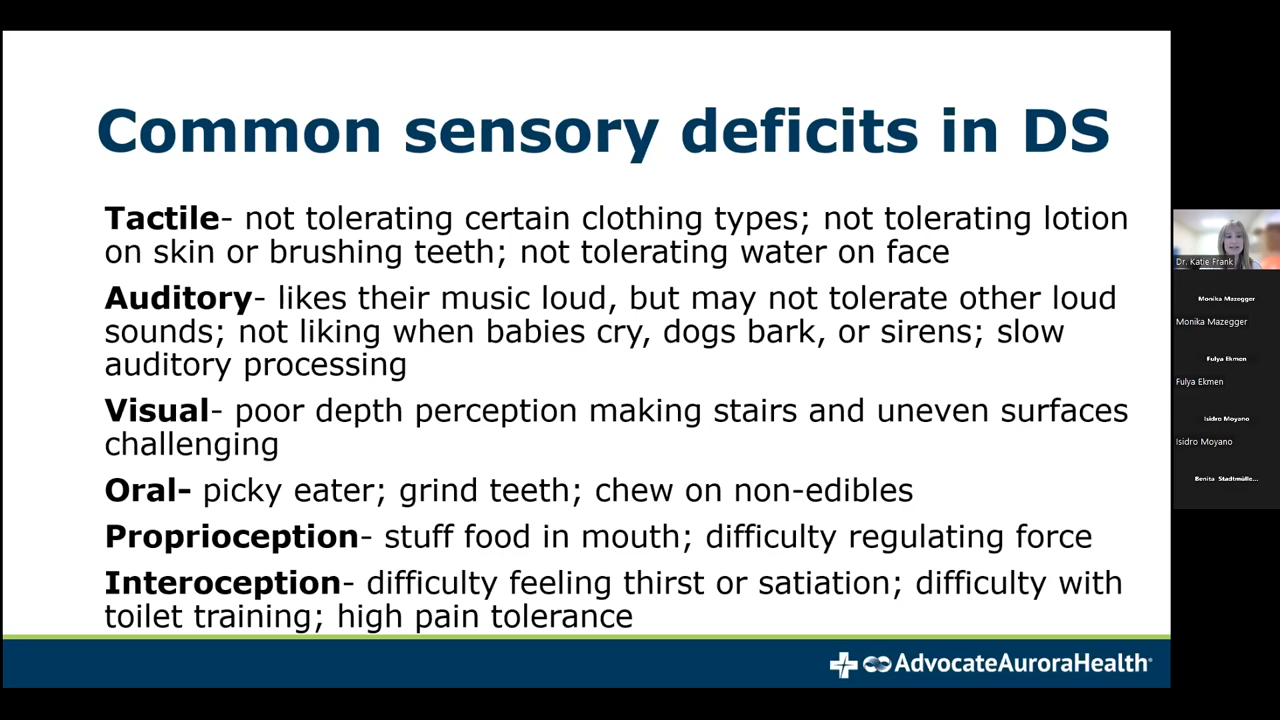 Common sensory deficits in DS
Tactile- not tolerating certain clothing types; not tolerating lotion
on skin or brushing teeth; not tolerating water on face
Auditory- likes their music loud, but may not tolerate other loud
sounds; not liking when babies cry, dogs bark, or sirens; slow
auditory processing
Visual- poor depth perception making stairs and uneven surfaces
challenging
Oral- picky eater; grind teeth; chew on non-edibles
Proprioception- stuff food in mouth; difficulty regulating force
Interoception- difficulty feeling thirst or satiation; difficulty with
toilet training; high pain tolerance
AdvocateAuroraHealth®
Dr. Katie Frank
Monika Mazegger
Monika Mazegger
Fulya Ekmen
Fulya Ekmen
Isidro Moyano
Isidro Moyano
Benita Stadtmülle...